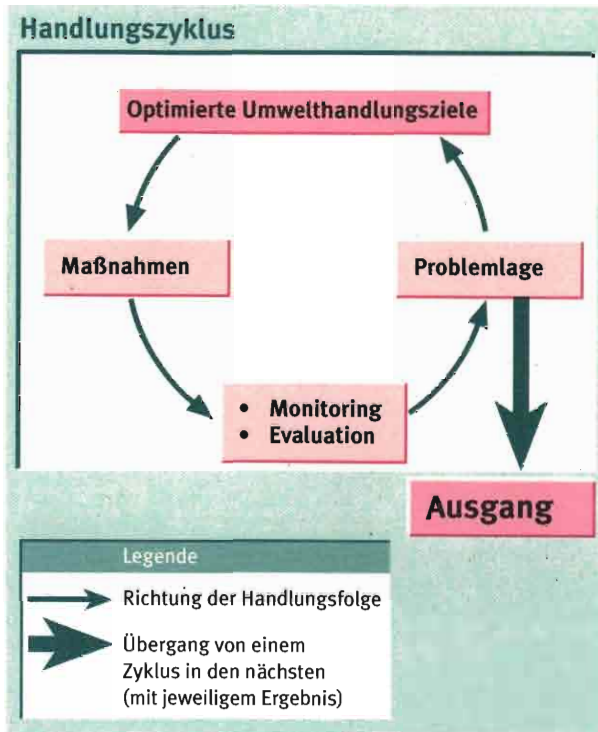 Handlungszyklus
Optimierte Umwelthandlungsziele
Maßnahmen
Problemlage
• Monitoring
• Evaluation
Ausgang
Legende
Richtung der Handlungsfolge
Übergang von einem
Zyklus in den nächsten
(mit jeweiligem Ergebnis)